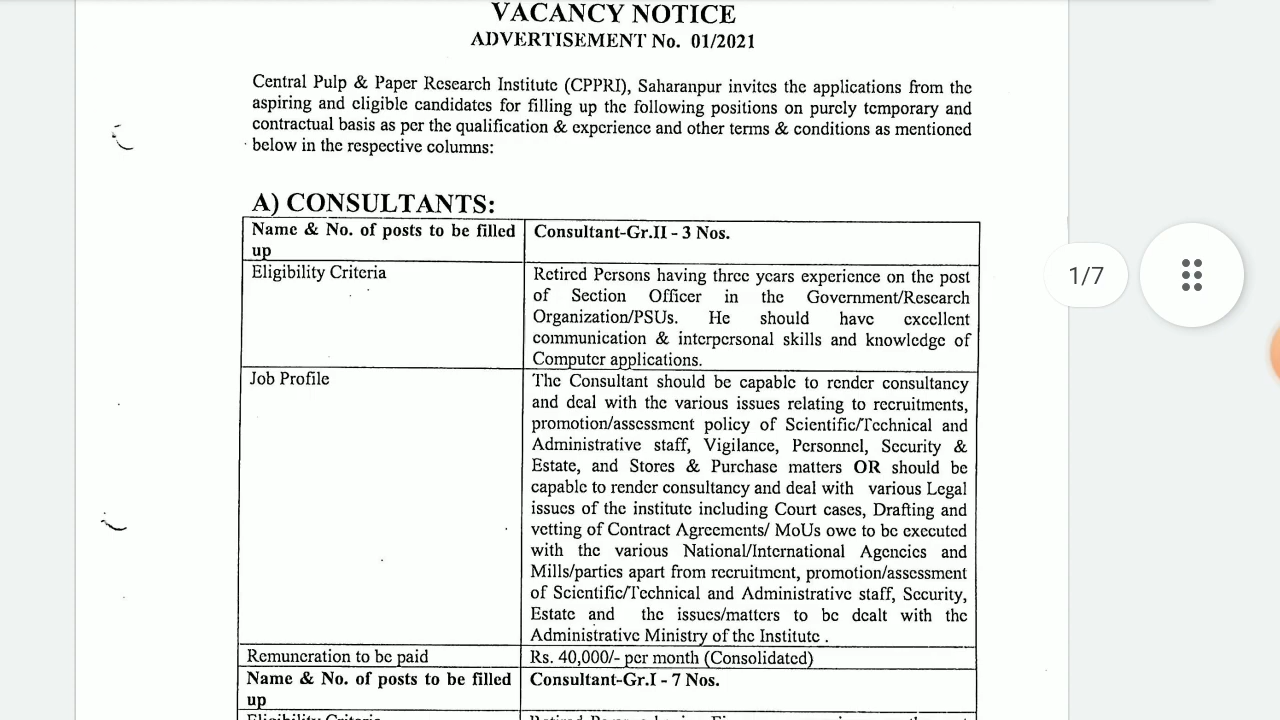 VACANCY NOTICE
ADVERTISEMENT No. 01/2021
Central Pulp & Paper Research Institute (CPPRI), Saharanpur invites the applications from the
aspiring and eligible candidates for filling up the following positions on purely temporary and
contractual basis as per the qualification & experience and other terms & conditions as mentioned
below in the respective columns:
A) CONSULTANTS:
Name & No. of posts to be filled
up
Consultant-Gr.II - 3 Nos.
Eligibility Criteria
Retired Persons having three years experience on the post
of Section Officer in the Government/Research
Organization/PSUs. He should have excellent
communication & interpersonal skills and knowledge of
Computer applications.
Job Profile
The Consultant should be capable to render consultancy
and deal with the various issues relating to recruitments,
promotion/assessment policy of Scientific/Technical and
Administrative staff, Vigilance, Personnel, Security &
Estate, and Stores & Purchase matters OR should be
capable to render consultancy and deal with various Legal
issues of the institute including Court cases, Drafting and
vetting of Contract Agreements/ MoUs owe to be executed
with the various National/International Agencies and
Mills/parties apart from recruitment, promotion/assessment
of Scientific/Technical and Administrative staff, Security,
Estate and the issues/matters to be dealt with the
Administrative Ministry of the Institute .
Remuneration to be paid
Rs. 40,000/- per month (Consolidated)
Name & No. of posts to be filled
up
Consultant-Gr.I - 7 Nos.
Eligibility Criteria
1/7